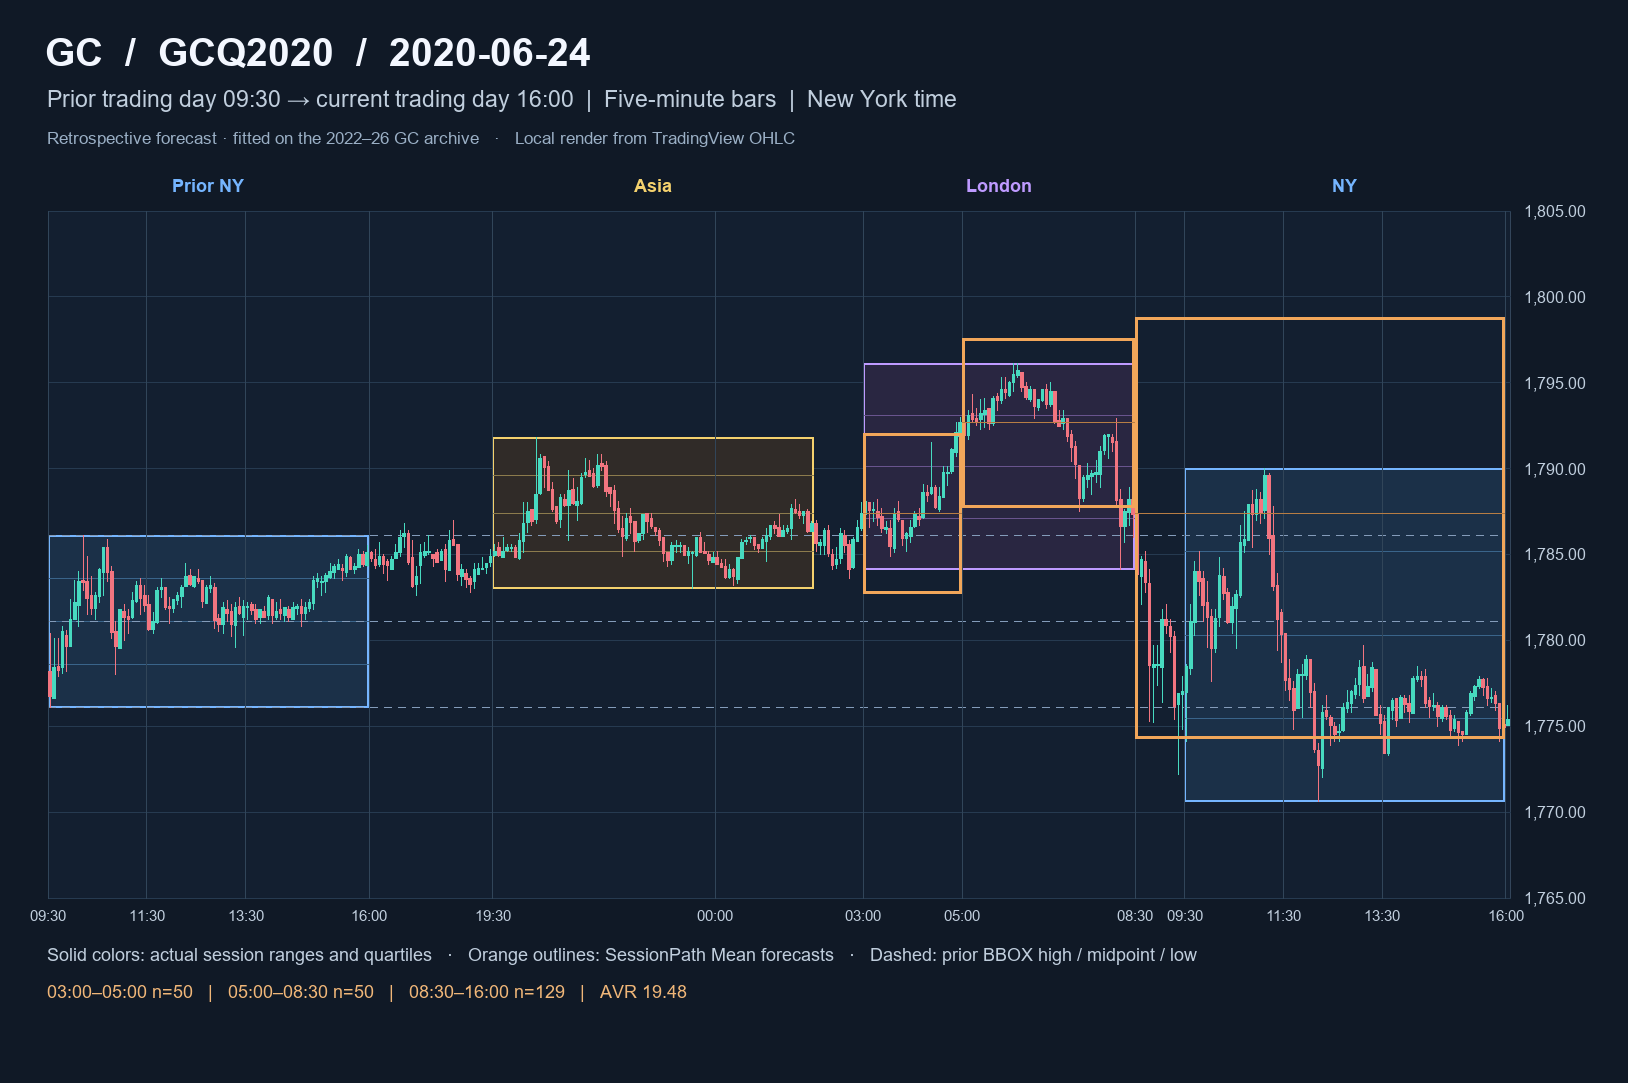 GC / GCQ2020 / 2020-06-24
Prior trading day 09:30 → current trading day 16:00 | Five-minute bars | New York time
Retrospective forecast · fitted on the 2022–26 GC archive · Local render from TradingView OHLC
Prior NY Asia London NY
1,805.00
1,800.00
1,795.00
1,790.00
1,785.00
1,780.00
1,775.00
1,770.00
1,765.00
09:30 11:30 13:30 16:00 19:30 00:00 03:00 05:00 08:30 09:30 11:30 13:30 16:00
Solid colors: actual session ranges and quartiles · Orange outlines: SessionPath Mean forecasts · Dashed: prior BBOX high / midpoint / low
03:00–05:00 n=50 | 05:00–08:30 n=50 | 08:30–16:00 n=129 | AVR 19.48